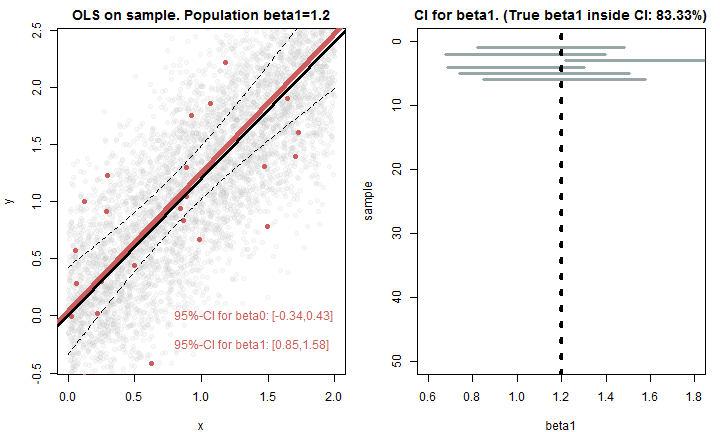 OLS on sample. Population beta1=1.2
2.5
2.0
1.5
1.0
0.5
0.0
-0.5
y
95%-CI for beta0: [-0.34,0.43]
95%-CI for beta1: [0.85,1.58]
0.0 0.5 1.0 1.5 2.0
x
CI for beta1. (True beta1 inside CI: 83.33%)
0
10
20
30
40
50
sample
0.6 0.8 1.0 1.2 1.4 1.6 1.8
beta1